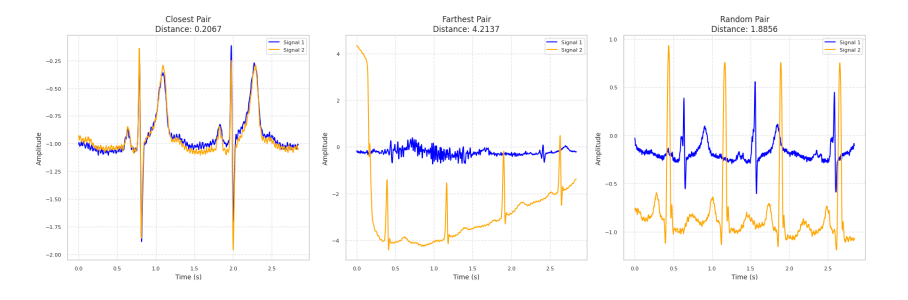 Closest Pair
Distance: 0.2067
Signal 1
Signal 2
Amplitude
−0.25
−0.50
−0.75
−1.00
−1.25
−1.50
−1.75
−2.00
0.0
0.5
1.0
1.5
2.0
2.5
Time (s)
Farthest Pair
Distance: 4.2137
Signal 1
Signal 2
Amplitude
4
2
0
−2
−4
0.0
0.5
1.0
1.5
2.0
2.5
Time (s)
Random Pair
Distance: 1.8856
Signal 1
Signal 2
Amplitude
1.0
0.5
0.0
−0.5
−1.0
0.0
0.5
1.0
1.5
2.0
2.5
Time (s)